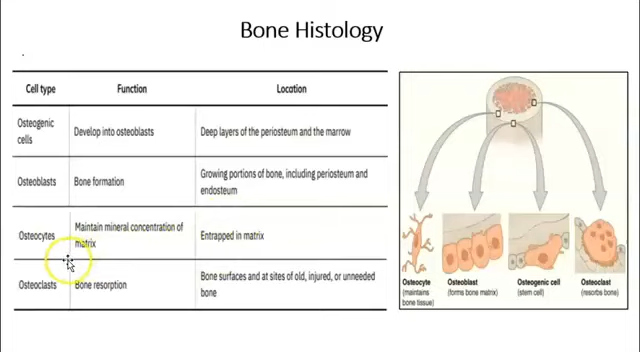 Bone Histology
Cell type Function Location
Osteogenic
cells
Develop into osteoblasts
Deep layers of the periosteum and the marrow
Osteoblasts
Bone formation
Growing portions of bone, including periosteum and
endosteum
Osteocytes
Maintain mineral concentration of
matrix
Entrapped in matrix
Osteoclasts
Bone resorption
Bone surfaces and at sites of old, injured, or unneeded
bone
Osteocyte
(maintains
bone tissue)
Osteoblast
(forms bone matrix)
Osteogenic cell
(stem cell)
Osteoclast
(resorbs bone)